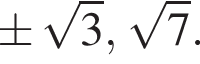 ± √3, √7.